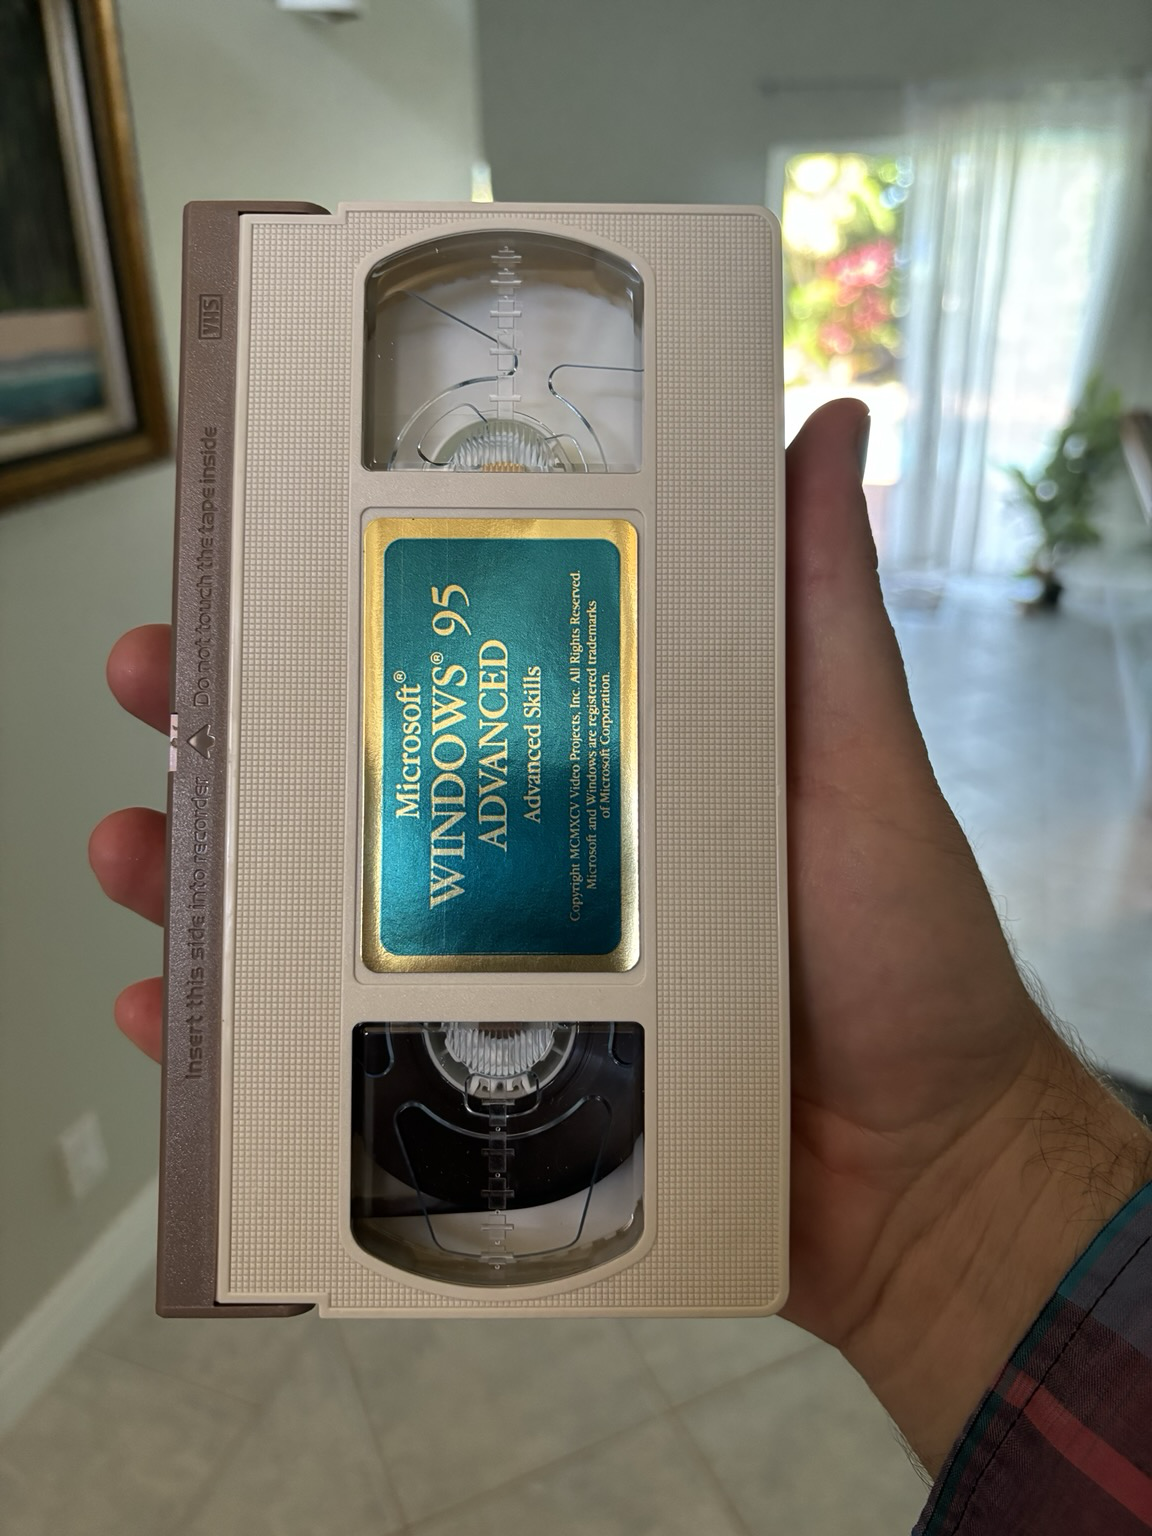 VHS
Insert this side into recorder △ Do not touch the tape inside
Microsoft®
WINDOWS® 95
ADVANCED
Advanced Skills
Copyright MCMXCV Video Projects, Inc. All Rights Reserved.
Microsoft and Windows are registered trademarks
of Microsoft Corporation.